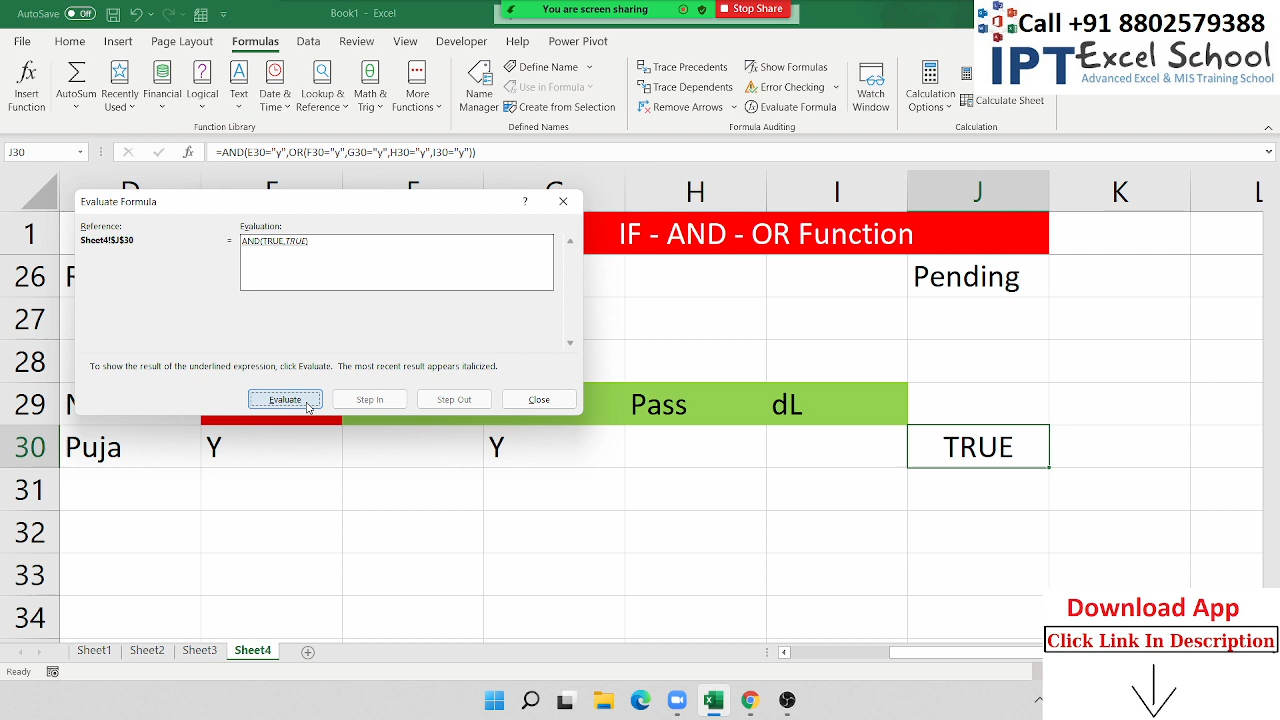 AutoSave Off
Book1 - Excel
You are screen sharing
Stop Share
Call +91 8802579388
IPT Excel School
Advanced Excel & MIS Training School
File Home Insert Page Layout Formulas Data Review View Developer Help Power Pivot
Insert Function
AutoSum
Recently Used
Financial
Logical
Text
Date & Time
Lookup & Reference
Math & Trig
More Functions
Function Library
Name Manager
Define Name
Use in Formula
Create from Selection
Defined Names
Trace Precedents
Trace Dependents
Remove Arrows
Show Formulas
Error Checking
Evaluate Formula
Formula Auditing
Watch Window
Calculation Options
Calculate Sheet
Calculation
J30
fx
=AND(E30="y",OR(F30="y",G30="y",H30="y",I30="y"))
H I J K L
Evaluate Formula
? ×
Reference:
Sheet4!$J$30
=
Evaluation:
AND(TRUE,TRUE)
To show the result of the underlined expression, click Evaluate. The most recent result appears italicized.
Evaluate Step In Step Out Close
1 IF - AND - OR Function
26 Pending
27
28
29 Pass dL
30 Puja Y Y TRUE
31
32
33
34
Download App
Click Link In Description
Sheet1 Sheet2 Sheet3 Sheet4
Ready